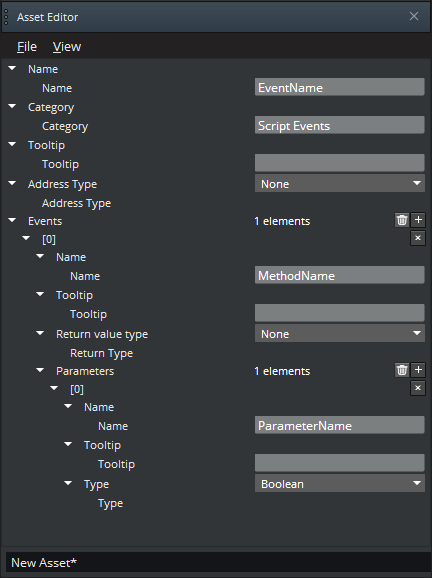 Asset Editor
File View
Name
Name EventName
Category
Category Script Events
Tooltip
Tooltip
Address Type None
Address Type
Events 1 elements
[0]
Name
Name MethodName
Tooltip
Tooltip
Return value type None
Return Type
Parameters 1 elements
[0]
Name
Name ParameterName
Tooltip
Tooltip
Type Boolean
Type
New Asset*